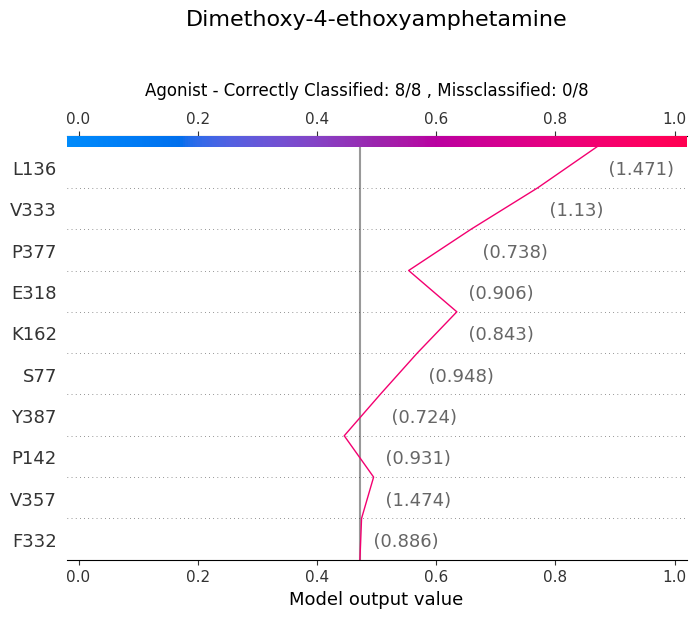 Dimethoxy-4-ethoxyamphetamine
Agonist - Correctly Classified: 8/8 , Missclassified: 0/8
0.0 0.2 0.4 0.6 0.8 1.0
L136 (1.471)
V333 (1.13)
P377 (0.738)
E318 (0.906)
K162 (0.843)
S77 (0.948)
Y387 (0.724)
P142 (0.931)
V357 (1.474)
F332 (0.886)
0.0 0.2 0.4 0.6 0.8 1.0
Model output value